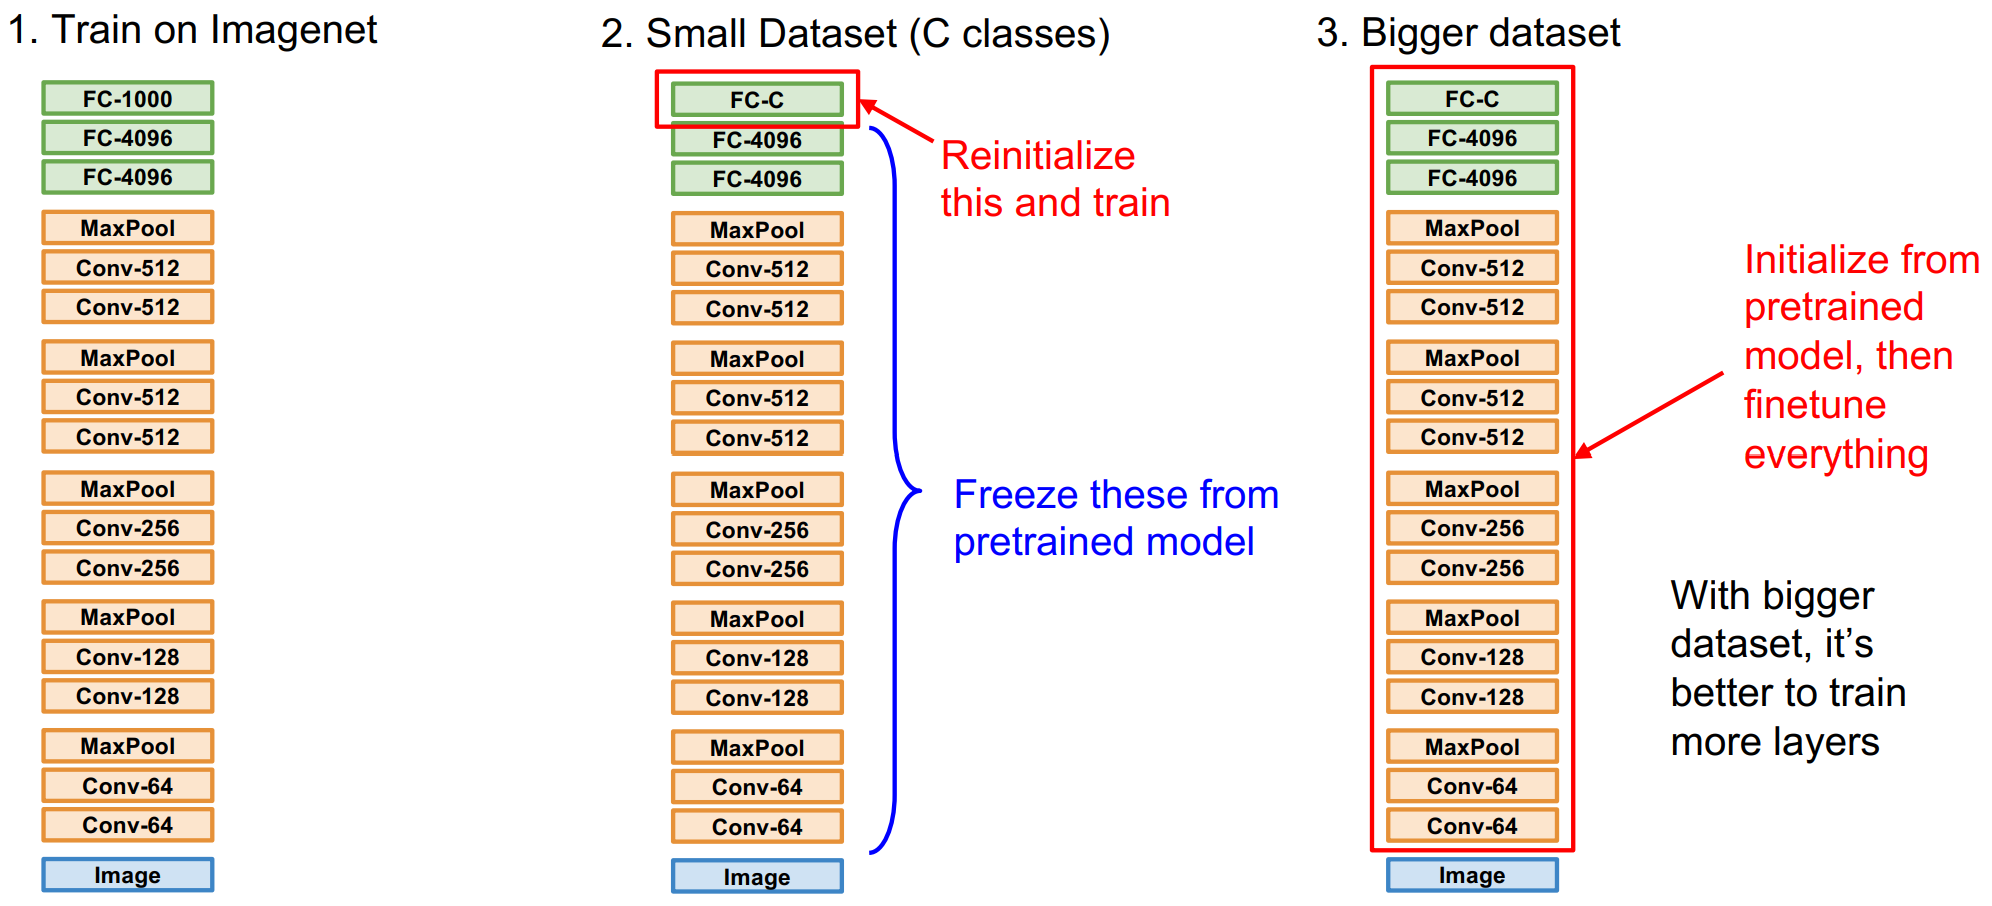 1. Train on Imagenet
FC-1000
FC-4096
FC-4096
MaxPool
Conv-512
Conv-512
MaxPool
Conv-512
Conv-512
MaxPool
Conv-256
Conv-256
MaxPool
Conv-128
Conv-128
MaxPool
Conv-64
Conv-64
Image
2. Small Dataset (C classes)
FC-C
FC-4096
FC-4096
MaxPool
Conv-512
Conv-512
MaxPool
Conv-512
Conv-512
MaxPool
Conv-256
Conv-256
MaxPool
Conv-128
Conv-128
MaxPool
Conv-64
Conv-64
Image
Reinitialize
this and train
Freeze these from
pretrained model
3. Bigger dataset
FC-C
FC-4096
FC-4096
MaxPool
Conv-512
Conv-512
MaxPool
Conv-512
Conv-512
MaxPool
Conv-256
Conv-256
MaxPool
Conv-128
Conv-128
MaxPool
Conv-64
Conv-64
Image
Initialize from
pretrained
model, then
finetune
everything
With bigger
dataset, it’s
better to train
more layers